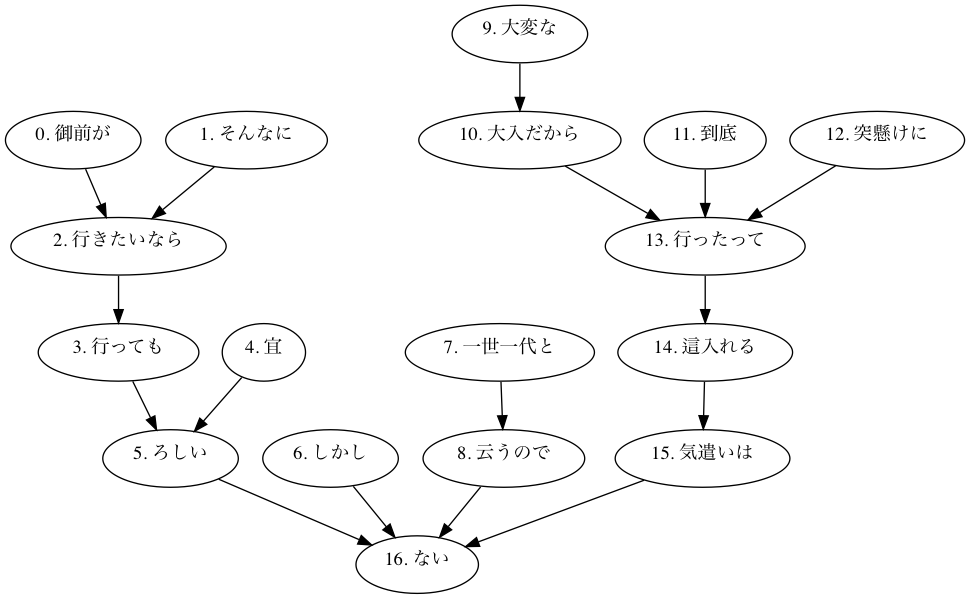 9. 大変な
0. 御前が
1. そんなに
10. 大入だから
11. 到底
12. 突懸けに
2. 行きたいなら
13. 行ったって
3. 行っても
4. 宜
7. 一世一代と
14. 這入れる
5. ろしい
6. しかし
8. 云うので
15. 気遣いは
16. ない